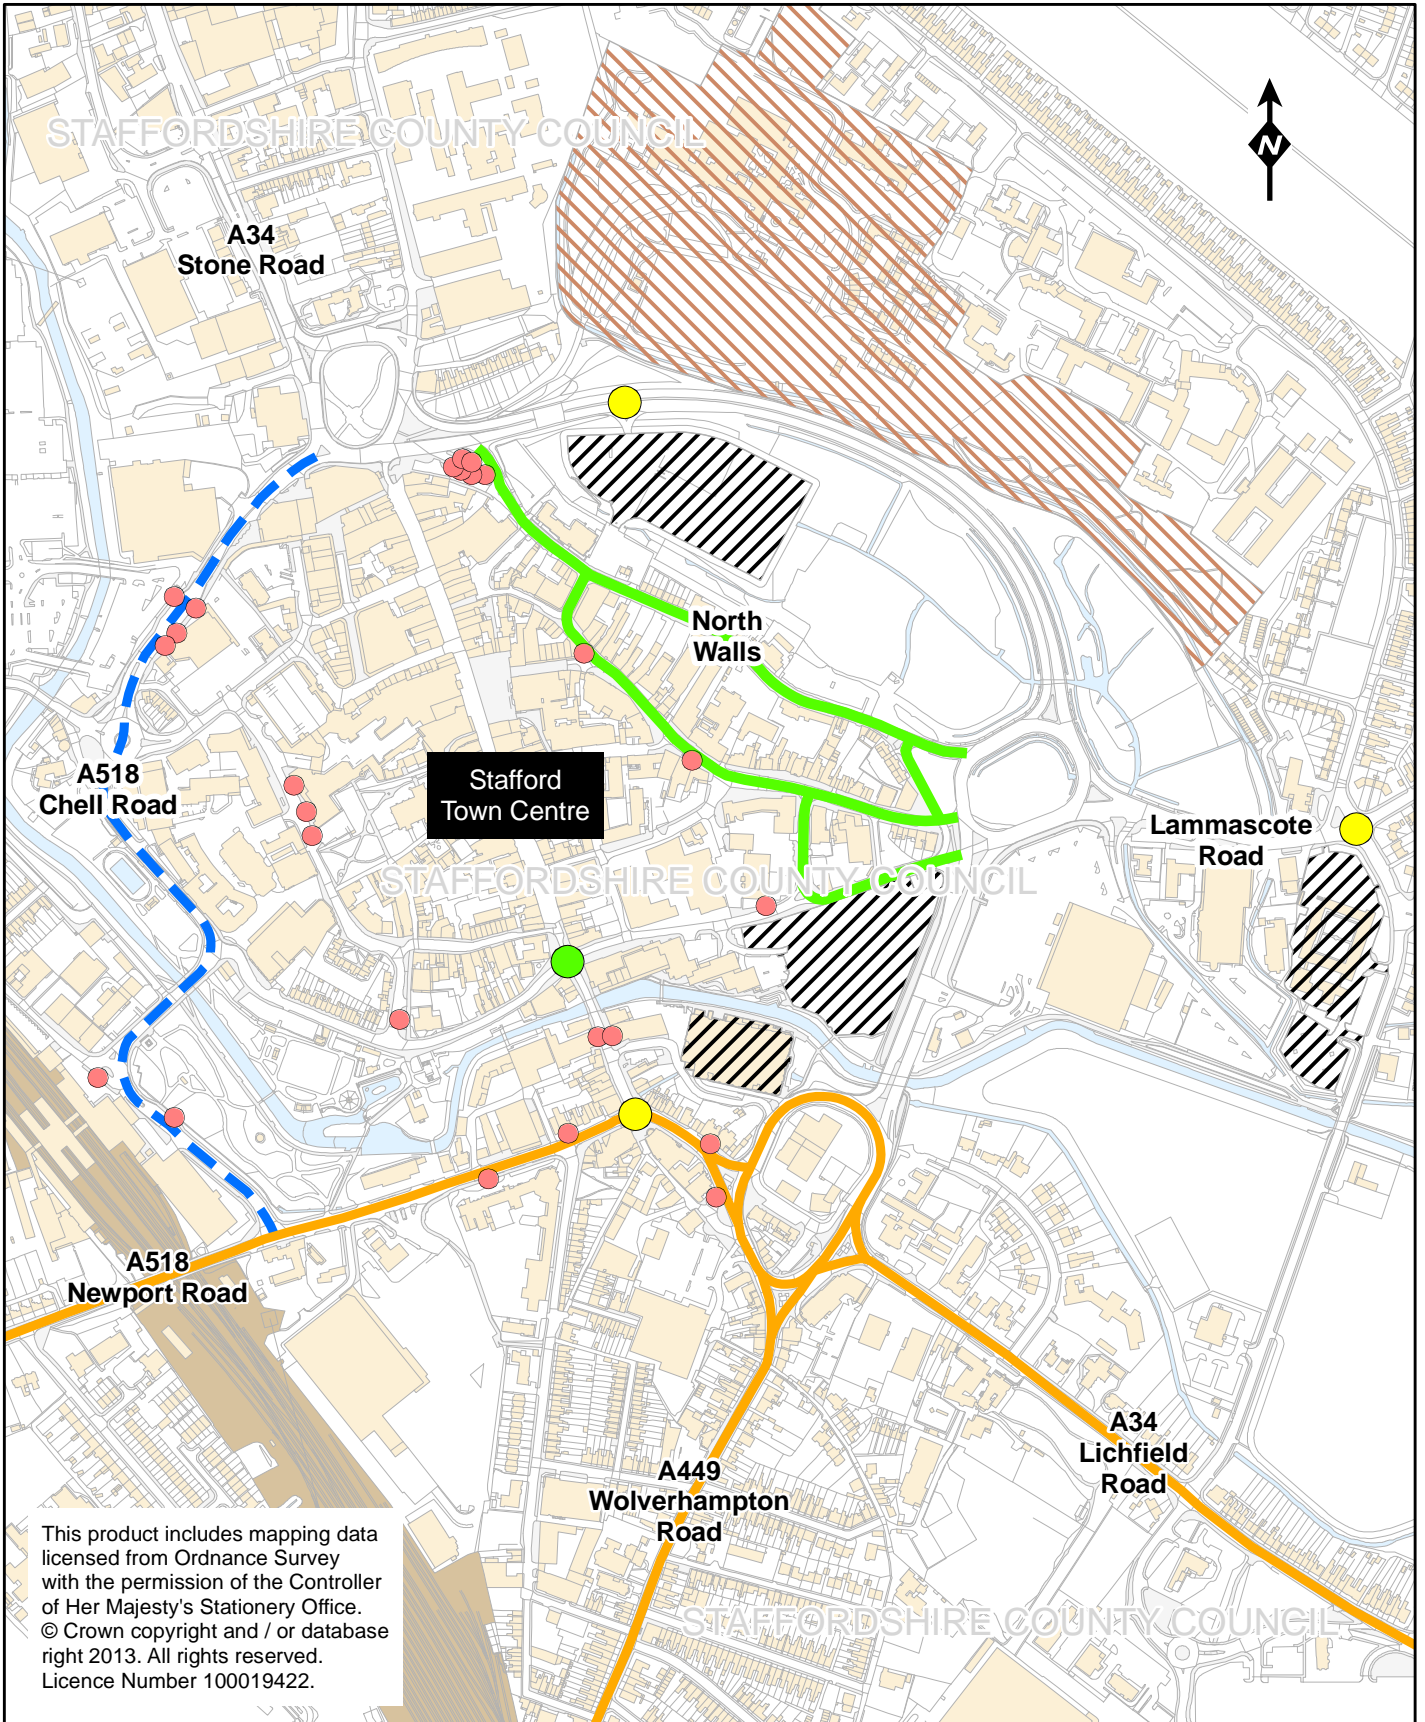 STAFFORDSHIRE COUNTY COUNCIL
N
A34
Stone Road
North
Walls
Stafford
Town Centre
A518
Chell Road
Lammascote
Road
STAFFORDSHIRE COUNTY COUNCIL
A518
Newport Road
A34
Lichfield
Road
A449
Wolverhampton
Road
This product includes mapping data
licensed from Ordnance Survey
with the permission of the Controller
of Her Majesty's Stationery Office.
© Crown copyright and / or database
right 2013. All rights reserved.
Licence Number 100019422.
STAFFORDSHIRE COUNTY COUNCIL